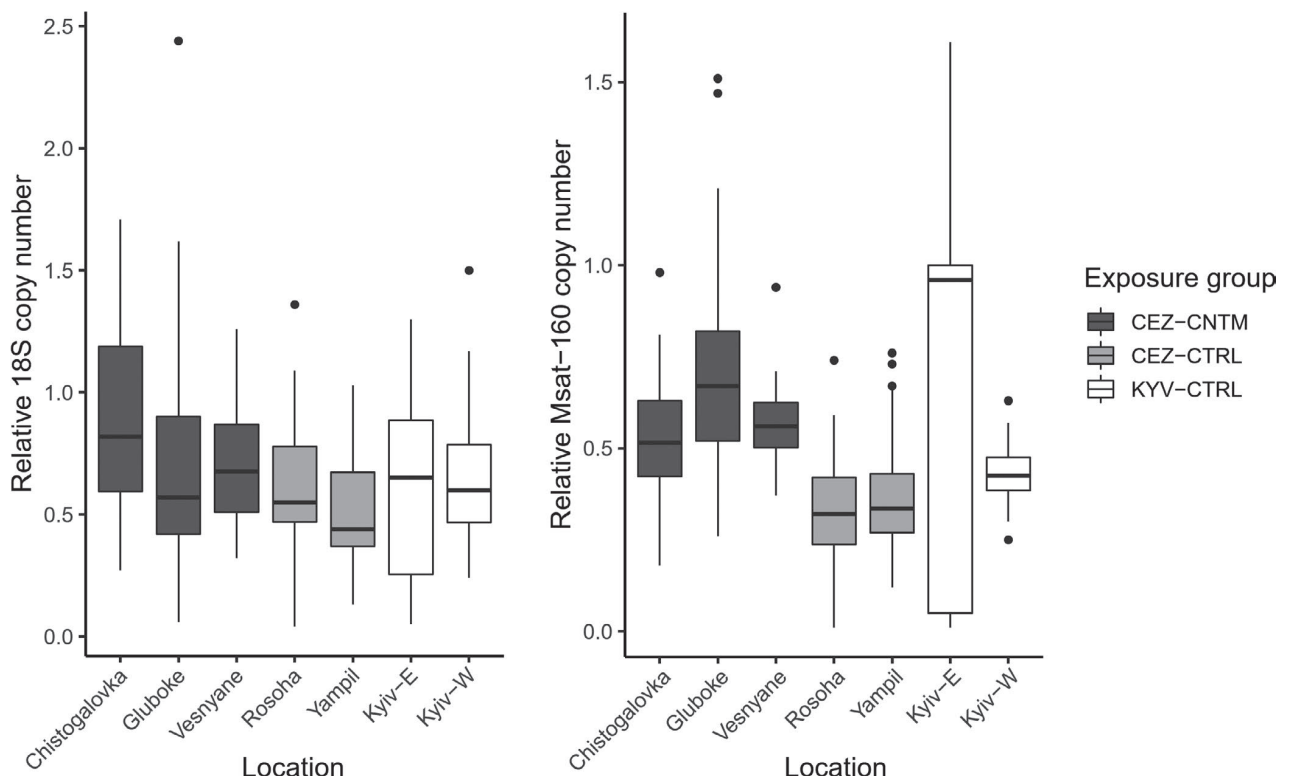 Relative 18S copy number
2.5
2.0
1.5
1.0
0.5
0.0
Chistogalovka
Gluboke
Vesnyane
Rosoha
Yampil
Kyiv−E
Kyiv−W
Location
Relative Msat−160 copy number
1.5
1.0
0.5
0.0
Chistogalovka
Gluboke
Vesnyane
Rosoha
Yampil
Kyiv−E
Kyiv−W
Location
Exposure group
CEZ−CNTM
CEZ−CTRL
KYV−CTRL